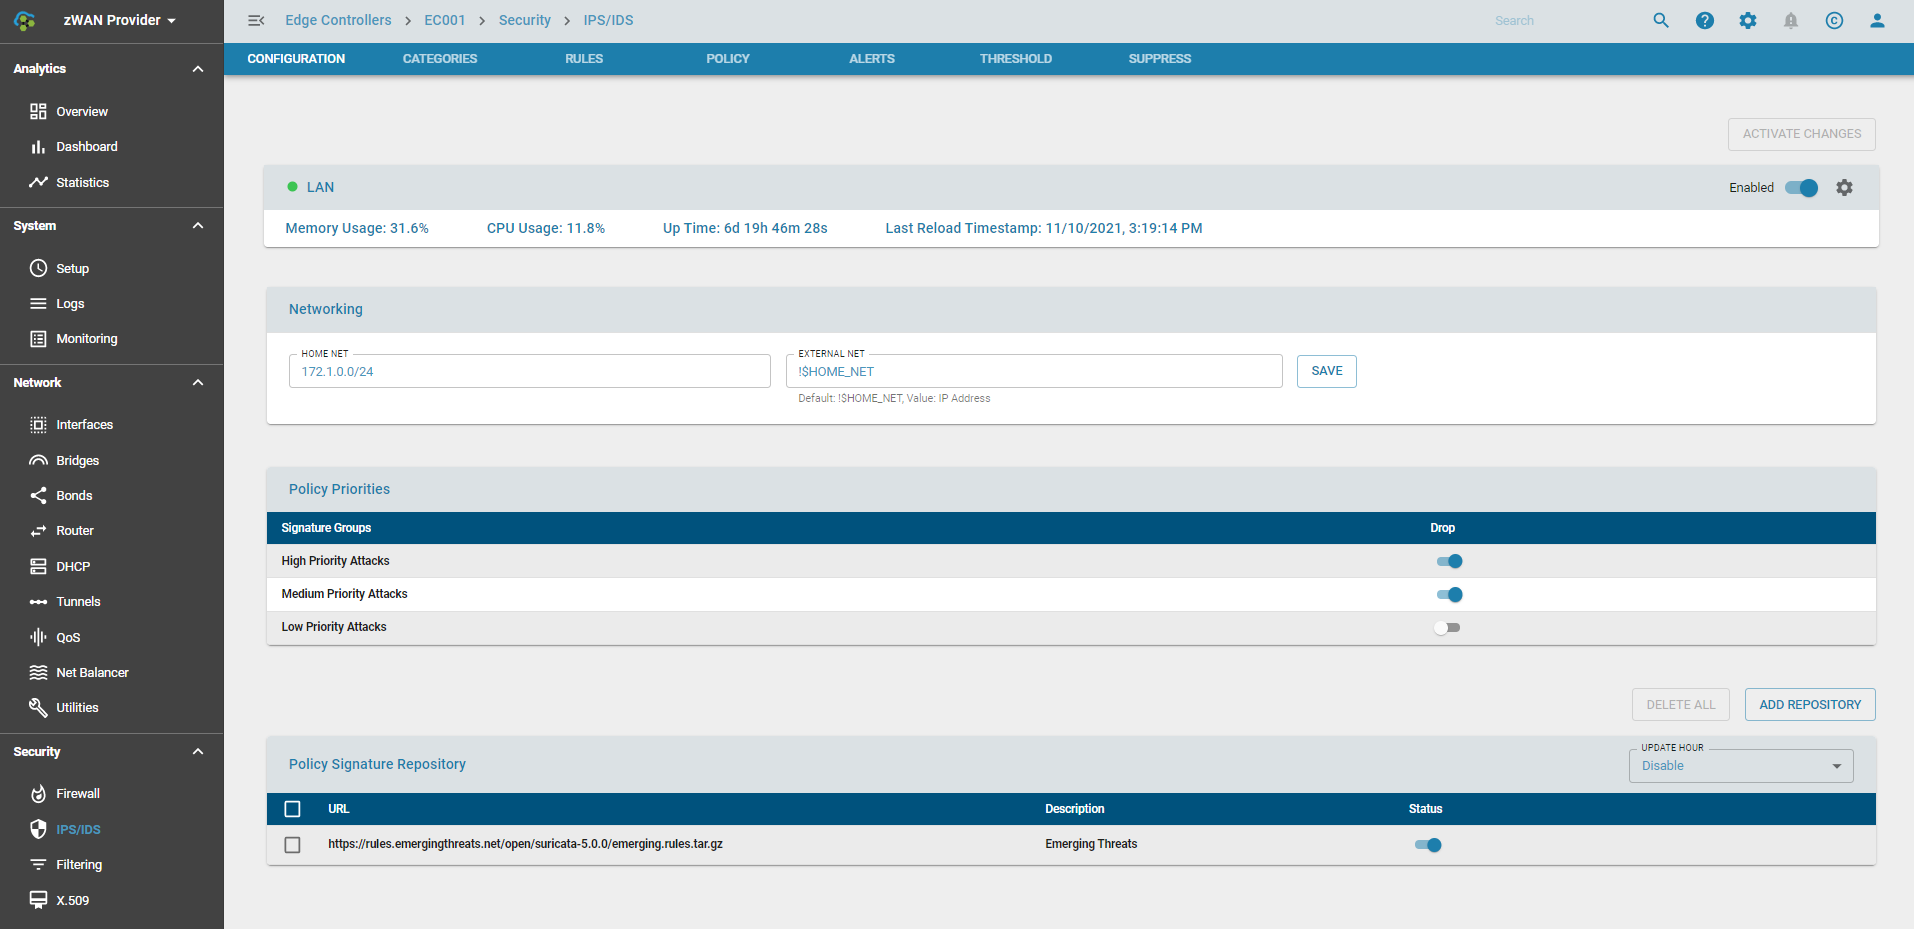 zWAN Provider
Edge Controllers > EC001 > Security > IPS/IDS
Search
CONFIGURATION CATEGORIES RULES POLICY ALERTS THRESHOLD SUPPRESS
Analytics
Overview
Dashboard
Statistics
System
Setup
Logs
Monitoring
Network
Interfaces
Bridges
Bonds
Router
DHCP
Tunnels
QoS
Net Balancer
Utilities
Security
Firewall
IPS/IDS
Filtering
X.509
ACTIVATE CHANGES
LAN
Enabled
Memory Usage: 31.6% CPU Usage: 11.8% Up Time: 6d 19h 46m 28s Last Reload Timestamp: 11/10/2021, 3:19:14 PM
Networking
HOME NET
172.1.0.0/24
EXTERNAL NET
!$HOME_NET
Default: !$HOME_NET, Value: IP Address
SAVE
Policy Priorities
Signature Groups Drop
High Priority Attacks
Medium Priority Attacks
Low Priority Attacks
DELETE ALL
ADD REPOSITORY
Policy Signature Repository
UPDATE HOUR
Disable
URL Description Status
https://rules.emergingthreats.net/open/suricata-5.0.0/emerging.rules.tar.gz Emerging Threats